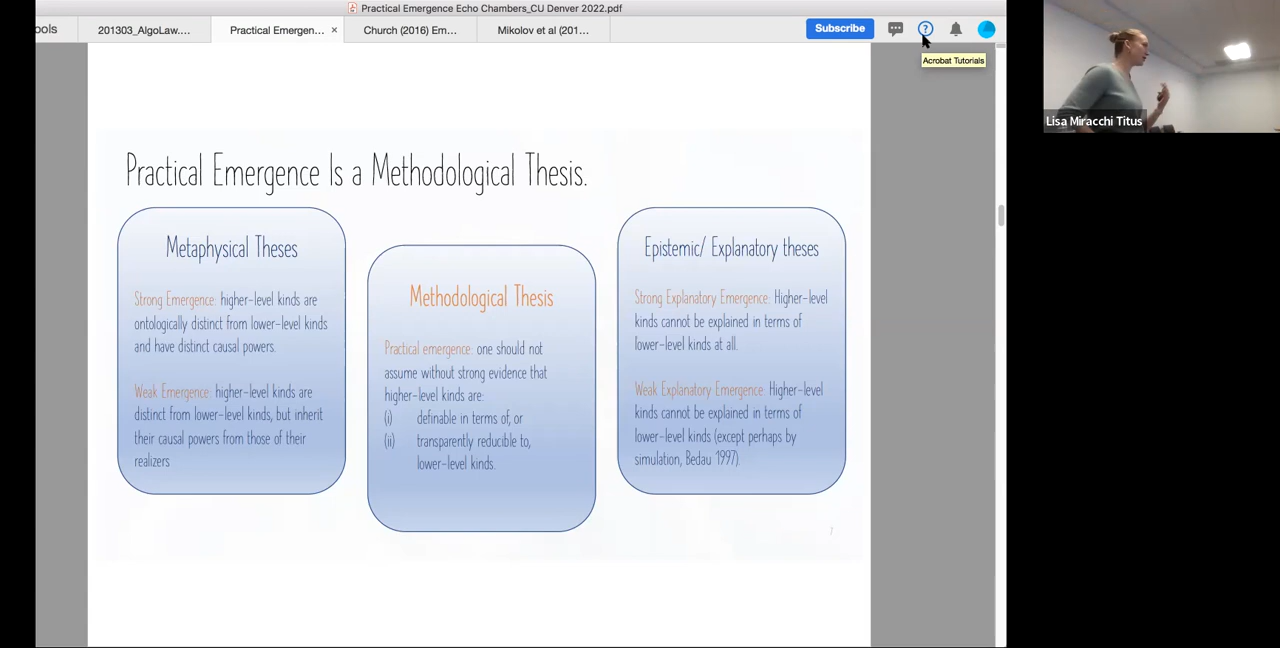 Practical Emergence Echo Chambers_CU Denver 2022.pdf
ools
201303_AlgoLaw....
Practical Emergen... ×
Church (2016) Em...
Mikolov et al (201...
Subscribe
?
Acrobat Tutorials
Lisa Miracchi Titus
Practical Emergence Is a Methodological Thesis.
Metaphysical Theses
Strong Emergence: higher-level kinds are
ontologically distinct from lower-level kinds
and have distinct causal powers.
Weak Emergence: higher-level kinds are
distinct from lower-level kinds, but inherit
their causal powers from those of their
realizers
Methodological Thesis
Practical emergence: one should not
assume without strong evidence that
higher-level kinds are:
(i) definable in terms of, or
(ii) transparently reducible to,
lower-level kinds.
Epistemic/ Explanatory theses
Strong Explanatory Emergence: Higher-level
kinds cannot be explained in terms of
lower-level kinds at all.
Weak Explanatory Emergence: Higher-level
kinds cannot be explained in terms of
lower-level kinds (except perhaps by
simulation, Bedau 1997).
7